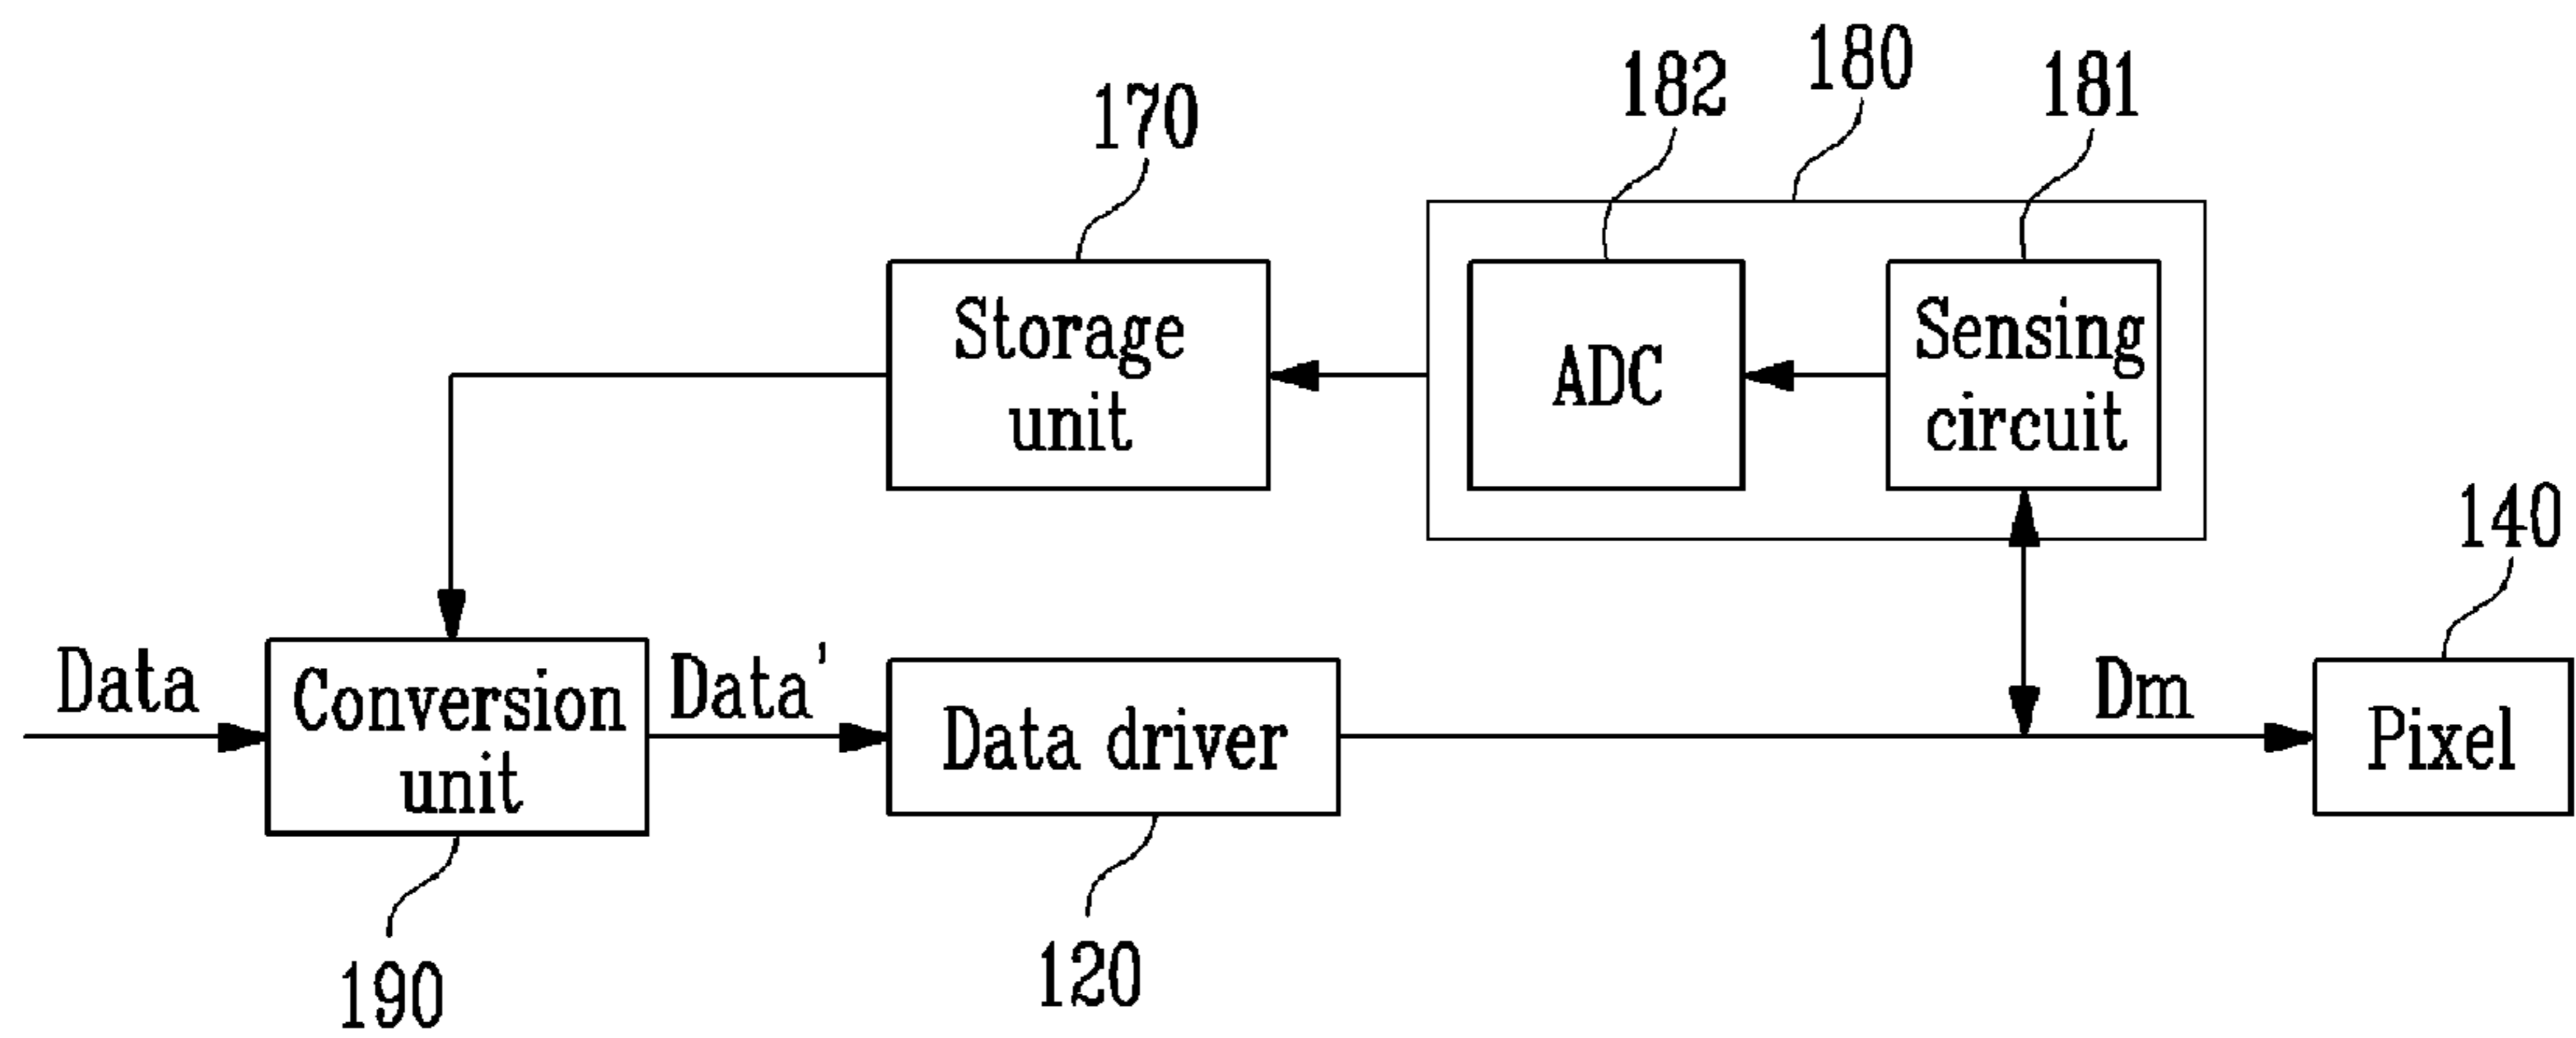 182
180
181
170
Storage
unit
ADC
Sensing
circuit
140
Data
Conversion
unit
Data'
Data driver
Dm
Pixel
190
120